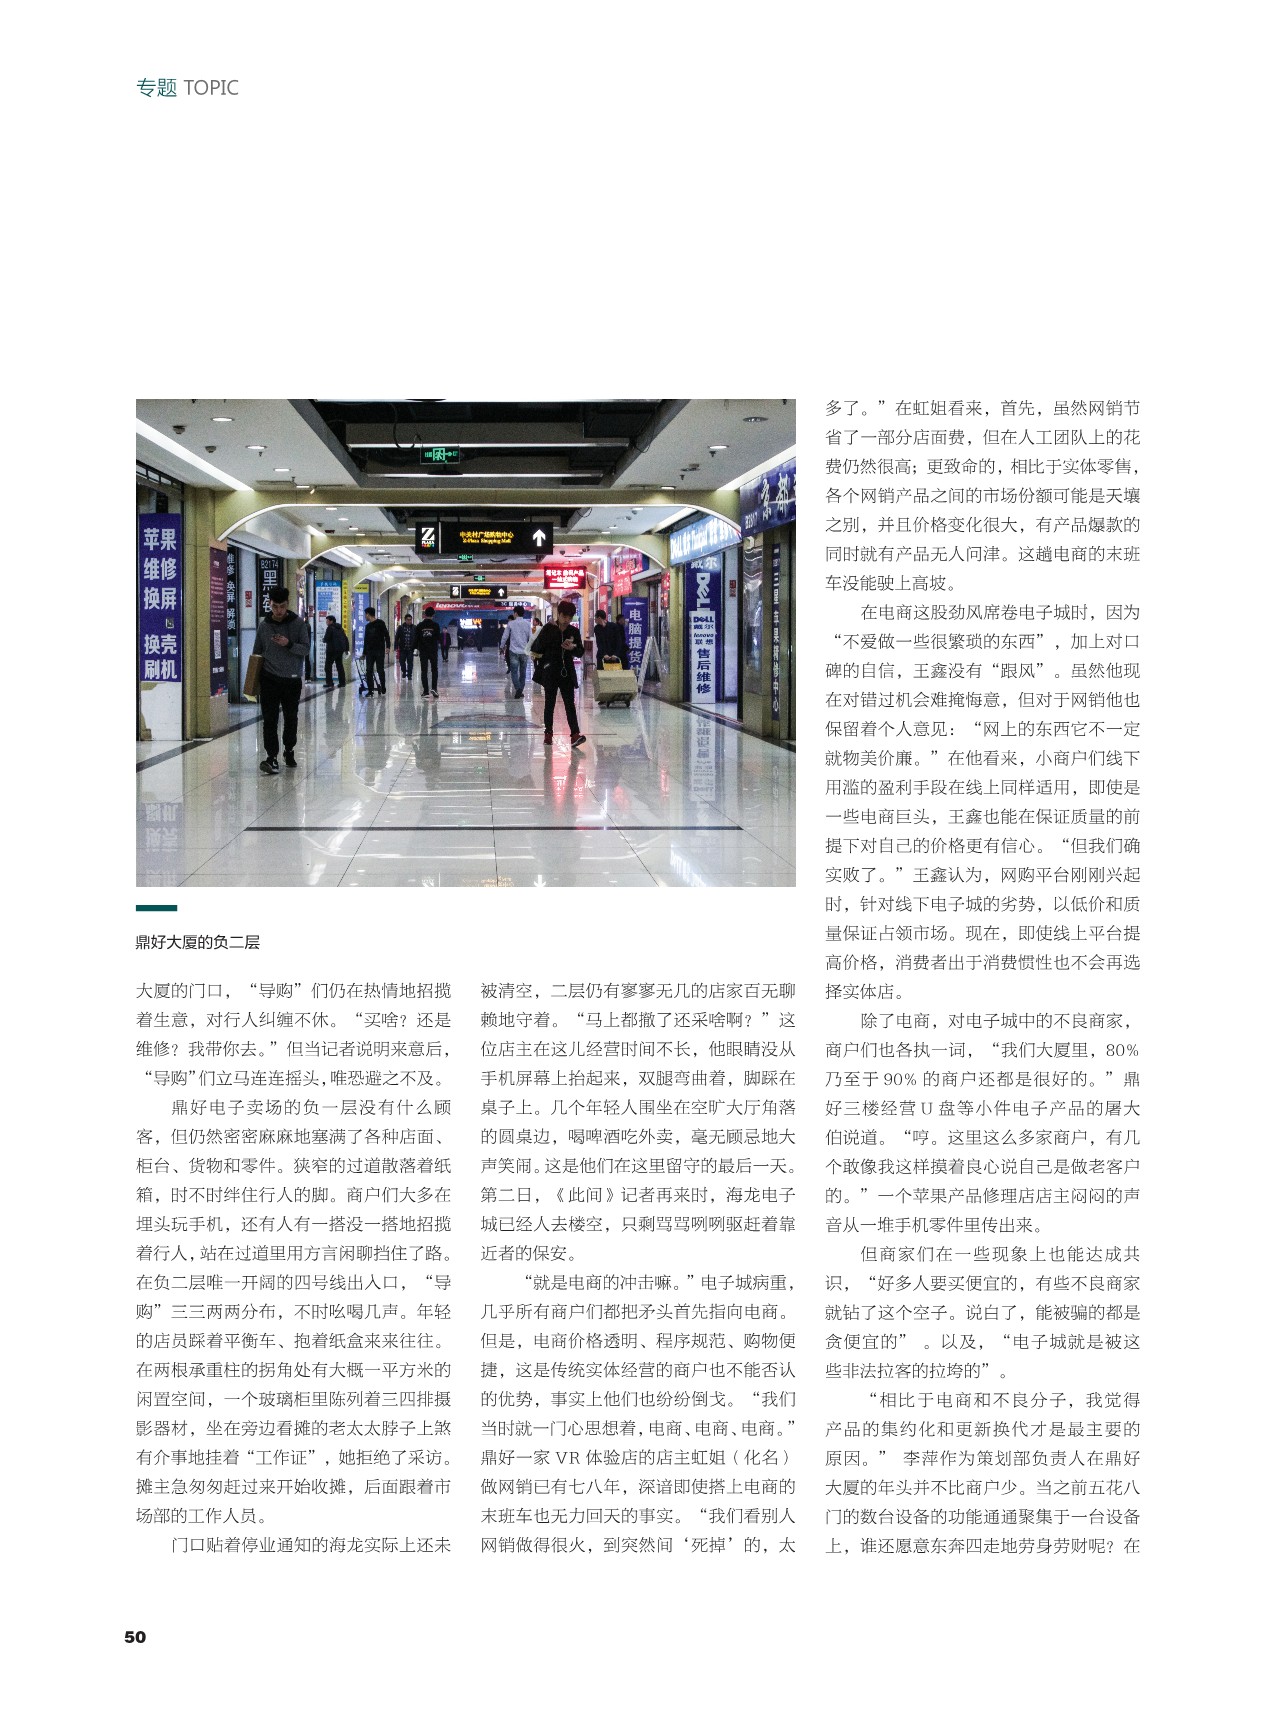 专题 TOPIC
苹果
维修
换屏
换壳
刷机
B2174
中关村广场购物中心
Z-Plaza Shopping Mall
lenovo
电脑提货
DELL
戴尔
lenovo
联想
售后维修
鼎好大厦的负二层
大厦的门口，“导购”们仍在热情地招揽
着生意，对行人纠缠不休。“买啥？还是
维修？我带你去。”但当记者说明来意后，
“导购”们立马连连摇头，唯恐避之不及。
鼎好电子卖场的负一层没有什么顾
客，但仍然密密麻麻地塞满了各种店面、
柜台、货物和零件。狭窄的过道散落着纸
箱，时不时绊住行人的脚。商户们大多在
埋头玩手机，还有人有一搭没一搭地招揽
着行人，站在过道里用方言闲聊挡住了路。
在负二层唯一开阔的四号线出入口，“导
购”三三两两分布，不时吆喝几声。年轻
的店员踩着平衡车、抱着纸盒来来往往。
在两根承重柱的拐角处有大概一平方米的
闲置空间，一个玻璃柜里陈列着三四排摄
影器材，坐在旁边看摊的老太太脖子上煞
有介事地挂着“工作证”，她拒绝了采访。
摊主急匆匆赶过来开始收摊，后面跟着市
场部的工作人员。
门口贴着停业通知的海龙实际上还未
被清空，二层仍有寥寥无几的店家百无聊
赖地守着。“马上都撤了还采啥啊？”这
位店主在这儿经营时间不长，他眼睛没从
手机屏幕上抬起来，双腿弯曲着，脚踩在
桌子上。几个年轻人围坐在空旷大厅角落
的圆桌边，喝啤酒吃外卖，毫无顾忌地大
声笑闹。这是他们在这里留守的最后一天。
第二日，《此间》记者再来时，海龙电子
城已经人去楼空，只剩骂骂咧咧驱赶着靠
近者的保安。
“就是电商的冲击嘛。”电子城病重，
几乎所有商户们都把矛头首先指向电商。
但是，电商价格透明、程序规范、购物便
捷，这是传统实体经营的商户也不能否认
的优势，事实上他们也纷纷倒戈。“我们
当时就一门心思想着，电商、电商、电商。”
鼎好一家 VR 体验店的店主虹姐（化名）
做网销已有七八年，深谙即使搭上电商的
末班车也无力回天的事实。“我们看别人
网销做得很火，到突然间‘死掉’的，太
多了。”在虹姐看来，首先，虽然网销节
省了一部分店面费，但在人工团队上的花
费仍然很高；更致命的，相比于实体零售，
各个网销产品之间的市场份额可能是天壤
之别，并且价格变化很大，有产品爆款的
同时就有产品无人问津。这趟电商的末班
车没能驶上高坡。
在电商这股劲风席卷电子城时，因为
“不爱做一些很繁琐的东西”，加上对口
碑的自信，王鑫没有“跟风”。虽然他现
在对错过机会难掩悔意，但对于网销他也
保留着个人意见：“网上的东西它不一定
就物美价廉。”在他看来，小商户们线下
用滥的盈利手段在线上同样适用，即使是
一些电商巨头，王鑫也能在保证质量的前
提下对自己的价格更有信心。“但我们确
实败了。”王鑫认为，网购平台刚刚兴起
时，针对线下电子城的劣势，以低价和质
量保证占领市场。现在，即使线上平台提
高价格，消费者出于消费惯性也不会再选
择实体店。
除了电商，对电子城中的不良商家，
商户们也各执一词，“我们大厦里，80%
乃至于 90% 的商户还都是很好的。”鼎
好三楼经营 U 盘等小件电子产品的屠大
伯说道。“哼。这里这么多家商户，有几
个敢像我这样摸着良心说自己是做老客户
的。”一个苹果产品修理店店主闷闷的声
音从一堆手机零件里传出来。
但商家们在一些现象上也能达成共
识，“好多人要买便宜的，有些不良商家
就钻了这个空子。说白了，能被骗的都是
贪便宜的” 。以及，“电子城就是被这
些非法拉客的拉垮的”。
“相比于电商和不良分子，我觉得
产品的集约化和更新换代才是最主要的
原因。” 李萍作为策划部负责人在鼎好
大厦的年头并不比商户少。当之前五花八
门的数台设备的功能通通聚集于一台设备
上，谁还愿意东奔四走地劳身劳财呢？在
50